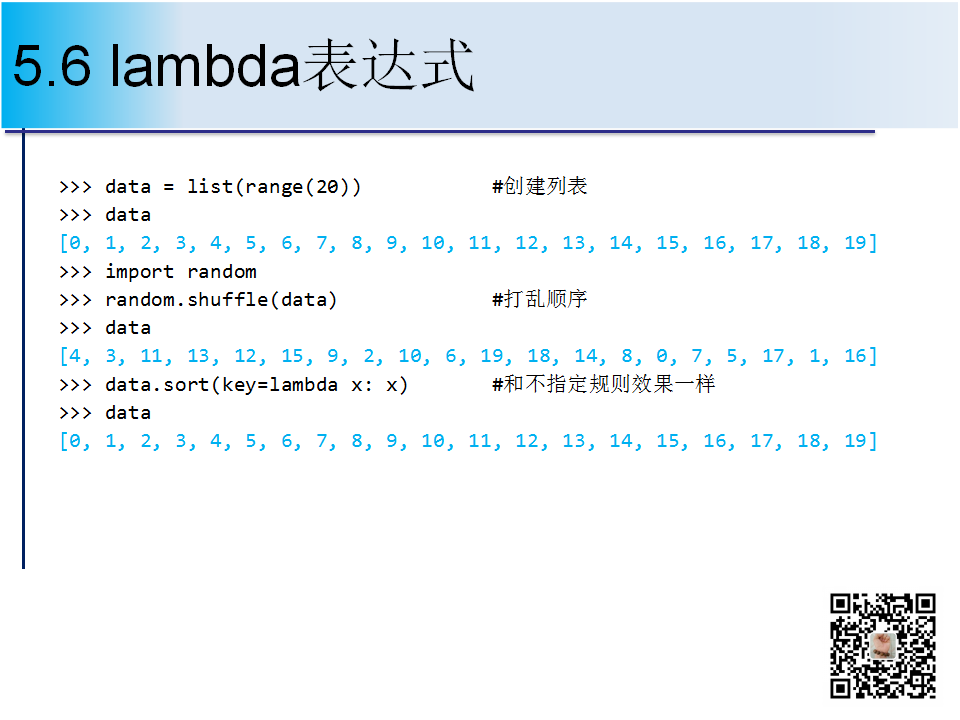 5.6 lambda表达式
>>> data = list(range(20))           #创建列表
>>> data
[0, 1, 2, 3, 4, 5, 6, 7, 8, 9, 10, 11, 12, 13, 14, 15, 16, 17, 18, 19]
>>> import random
>>> random.shuffle(data)             #打乱顺序
>>> data
[4, 3, 11, 13, 12, 15, 9, 2, 10, 6, 19, 18, 14, 8, 0, 7, 5, 17, 1, 16]
>>> data.sort(key=lambda x: x)       #和不指定规则效果一样
>>> data
[0, 1, 2, 3, 4, 5, 6, 7, 8, 9, 10, 11, 12, 13, 14, 15, 16, 17, 18, 19]